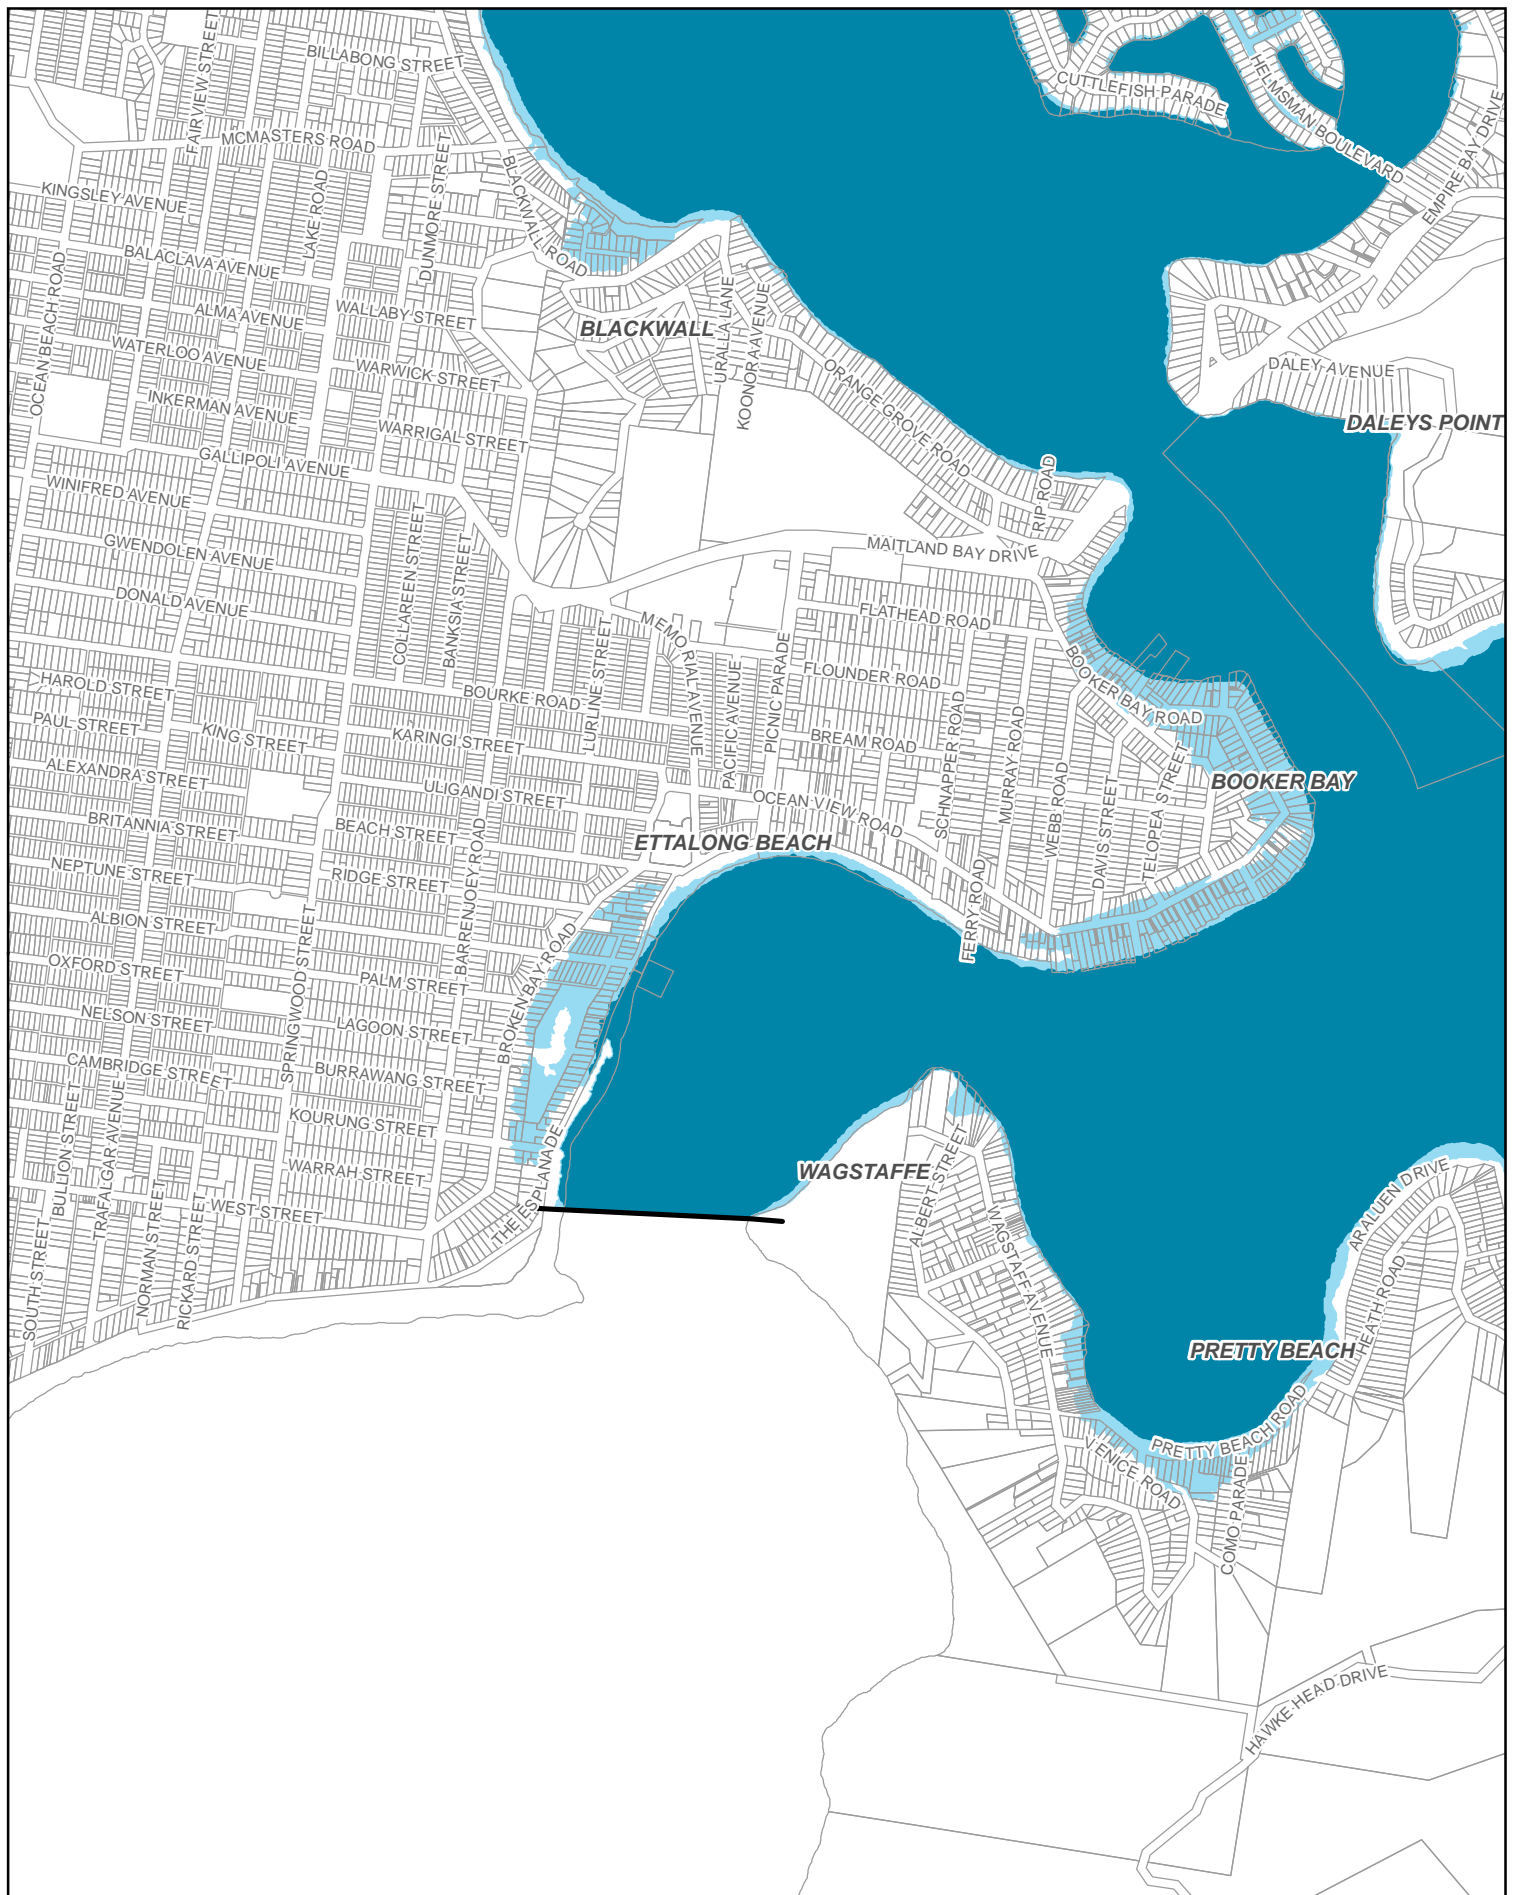 BILLABONG STREET
FAIRVIEW STREET
MCMASTERS ROAD
CUTTLEFISH PARADE
HELMSMAN BOULEVARD
EMPIRE BAY DRIVE
KINGSLEY AVENUE
LAKE ROAD
DUNMORE STREET
BLACKWALL ROAD
BALACLAVA AVENUE
OCEAN BEACH ROAD
ALMA AVENUE
WALLABY STREET
BLACKWALL
URALLA LANE
KOONORA AVENUE
WATERLOO AVENUE
WARWICK STREET
ORANGE GROVE ROAD
DALEY AVENUE
INKERMAN AVENUE
WARRIGAL STREET
DALEYS POINT
GALLIPOLI AVENUE
WINIFRED AVENUE
RIP ROAD
COLLAREEN STREET
BANKSIA STREET
GWENDOLEN AVENUE
MAITLAND BAY DRIVE
DONALD AVENUE
LURLINE STREET
MEMORIAL AVENUE
FLATHEAD ROAD
PACIFIC AVENUE
PICNIC PARADE
FLOUNDER ROAD
BOOKER BAY ROAD
HAROLD STREET
BOURKE ROAD
PAUL STREET
KING STREET
KARINGI STREET
BREAM ROAD
SCHNAPPER ROAD
MURRAY ROAD
WEBB ROAD
DAVIS STREET
TELOPEA STREET
BOOKER BAY
ALEXANDRA STREET
ULIGANDI STREET
OCEAN VIEW ROAD
BRITANNIA STREET
BEACH STREET
BARRENJOEY ROAD
ETTALONG BEACH
NEPTUNE STREET
RIDGE STREET
FERRY ROAD
ALBION STREET
SPRINGWOOD STREET
BROKEN BAY ROAD
OXFORD STREET
PALM STREET
NELSON STREET
LAGOON STREET
CAMBRIDGE STREET
BURRAWANG STREET
BULLION STREET
TRAFALGAR AVENUE
KOURUNG STREET
WARRAH STREET
THE ESPLANADE
WAGSTAFFE
ALBERT STREET
WAGSTAFF AVENUE
ARALUEN DRIVE
HEATH ROAD
SOUTH STREET
NORMAN STREET
RICKARD STREET
WEST STREET
PRETTY BEACH
PRETTY BEACH ROAD
VENICE ROAD
COMO PARADE
HAWKE HEAD DRIVE